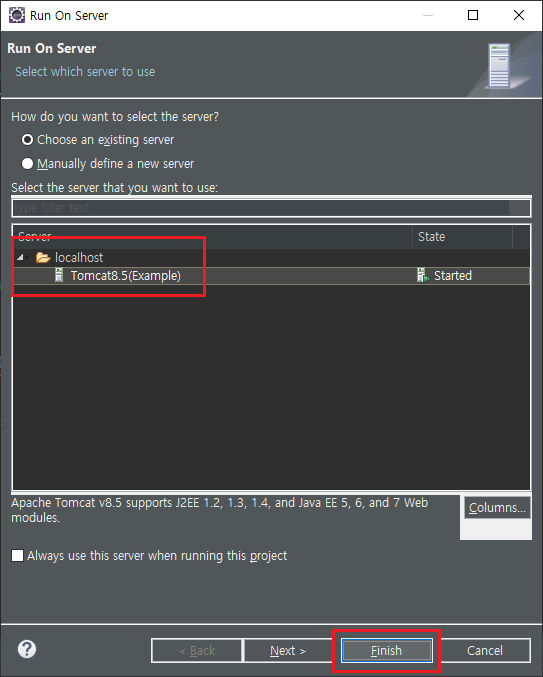 Run On Server
Run On Server
Select which server to use
How do you want to select the server?
Choose an existing server
Manually define a new server
Select the server that you want to use:
type filter text
Server State
localhost
Tomcat8.5(Example) Started
Apache Tomcat v8.5 supports J2EE 1.2, 1.3, 1.4, and Java EE 5, 6, and 7 Web
modules.
Columns...
Always use this server when running this project
? < Back Next > Finish Cancel